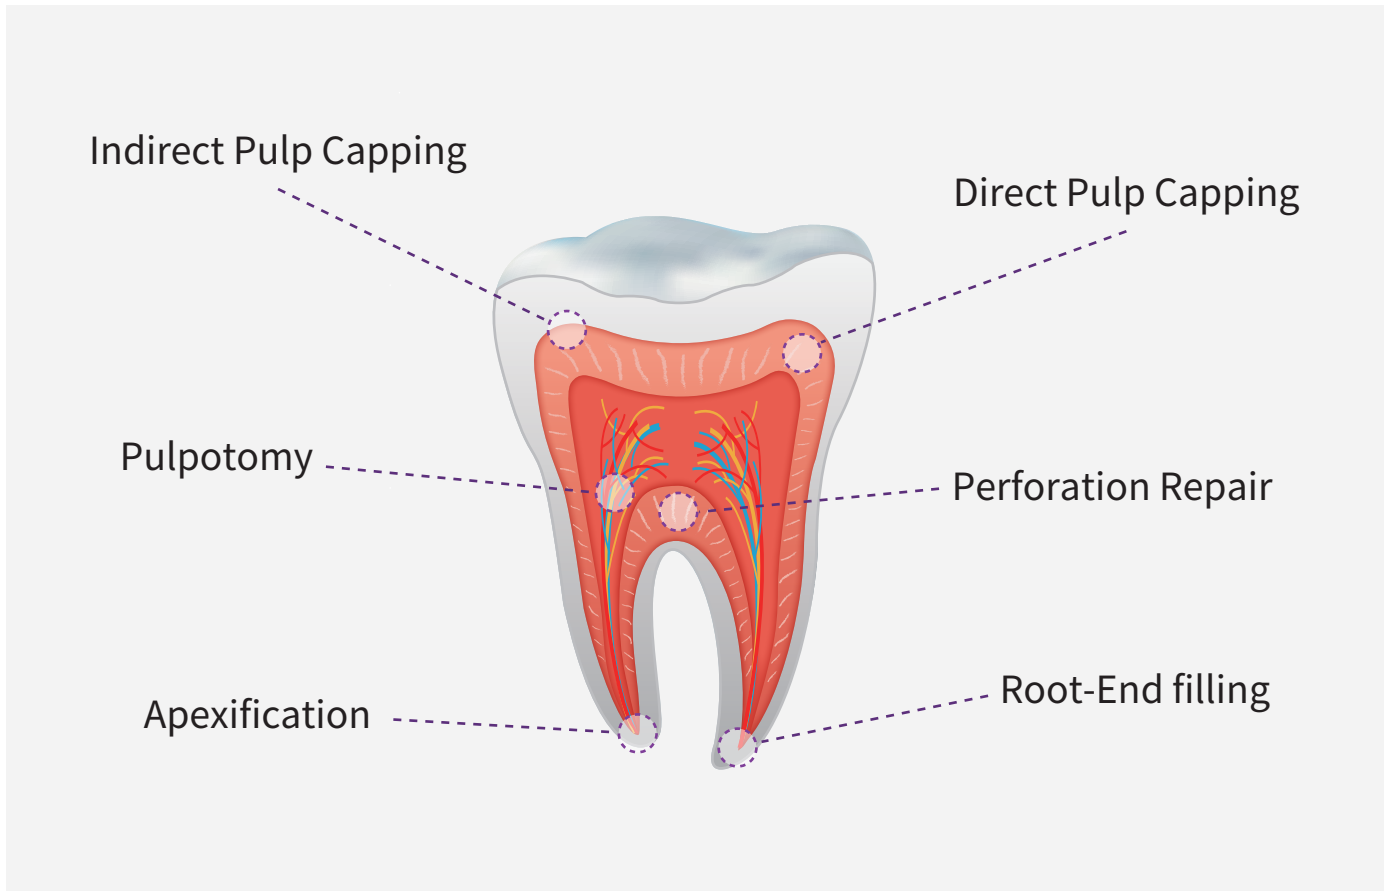 Indirect Pulp Capping
Direct Pulp Capping
Pulpotomy
Perforation Repair
Apexification
Root-End filling